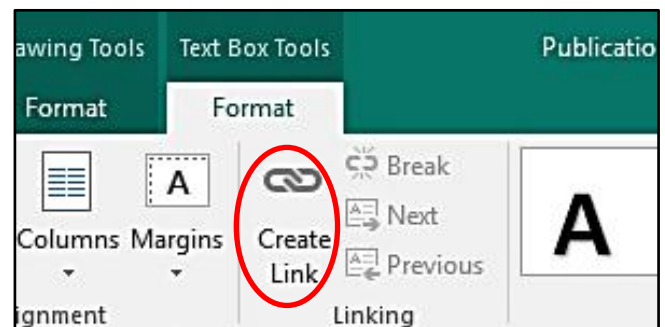 awing Tools Text Box Tools Publicatio
Format Format
A Break
A Next
Columns Margins Create A Previous
Link
ignment Linking
A